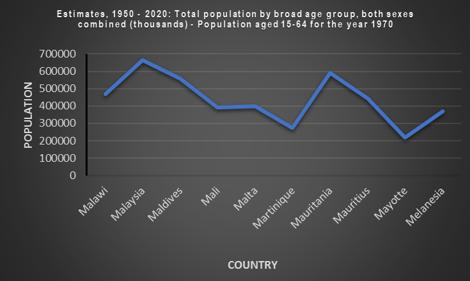 Estimates, 1950 - 2020: Total population by broad age group, both sexes
combined (thousands) - Population aged 15-64 for the year 1970
700000
600000
500000
400000
300000
200000
100000
0
POPULATION
Malawi
Malaysia
Maldives
Mali
Malta
Martinique
Mauritania
Mauritius
Mayotte
Melanesia
COUNTRY